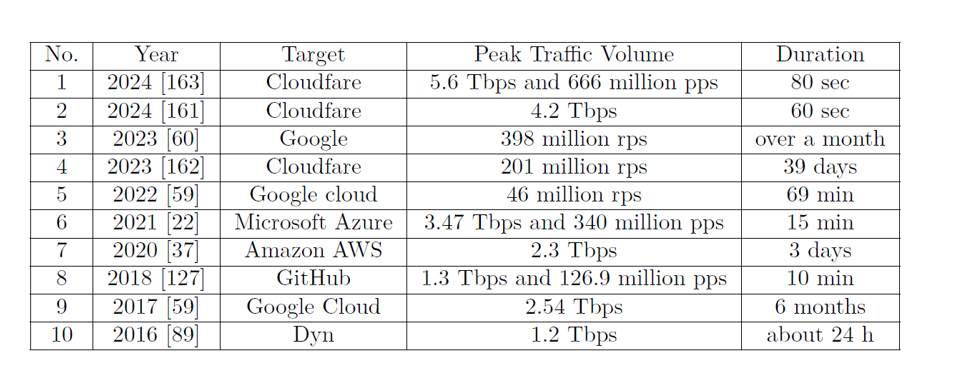 No. Year Target Peak Traffic Volume Duration
1 2024 [163] Cloudfare 5.6 Tbps and 666 million pps 80 sec
2 2024 [161] Cloudfare 4.2 Tbps 60 sec
3 2023 [60] Google 398 million rps over a month
4 2023 [162] Cloudfare 201 million rps 39 days
5 2022 [59] Google cloud 46 million rps 69 min
6 2021 [22] Microsoft Azure 3.47 Tbps and 340 million pps 15 min
7 2020 [37] Amazon AWS 2.3 Tbps 3 days
8 2018 [127] GitHub 1.3 Tbps and 126.9 million pps 10 min
9 2017 [59] Google Cloud 2.54 Tbps 6 months
10 2016 [89] Dyn 1.2 Tbps about 24 h